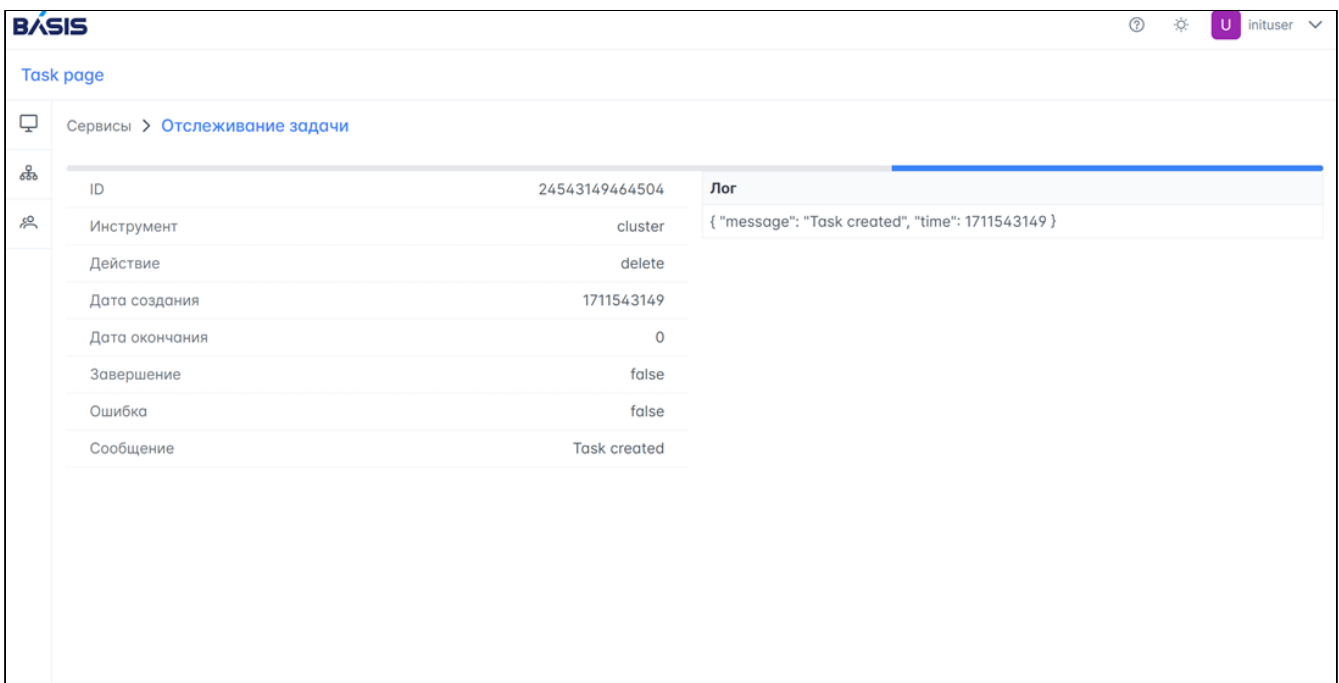 BASIS
U inituser
Task page
Сервисы > Отслеживание задачи
ID 24543149464504
Инструмент cluster
Действие delete
Дата создания 1711543149
Дата окончания 0
Завершение false
Ошибка false
Сообщение Task created
Лог
{ "message": "Task created", "time": 1711543149 }